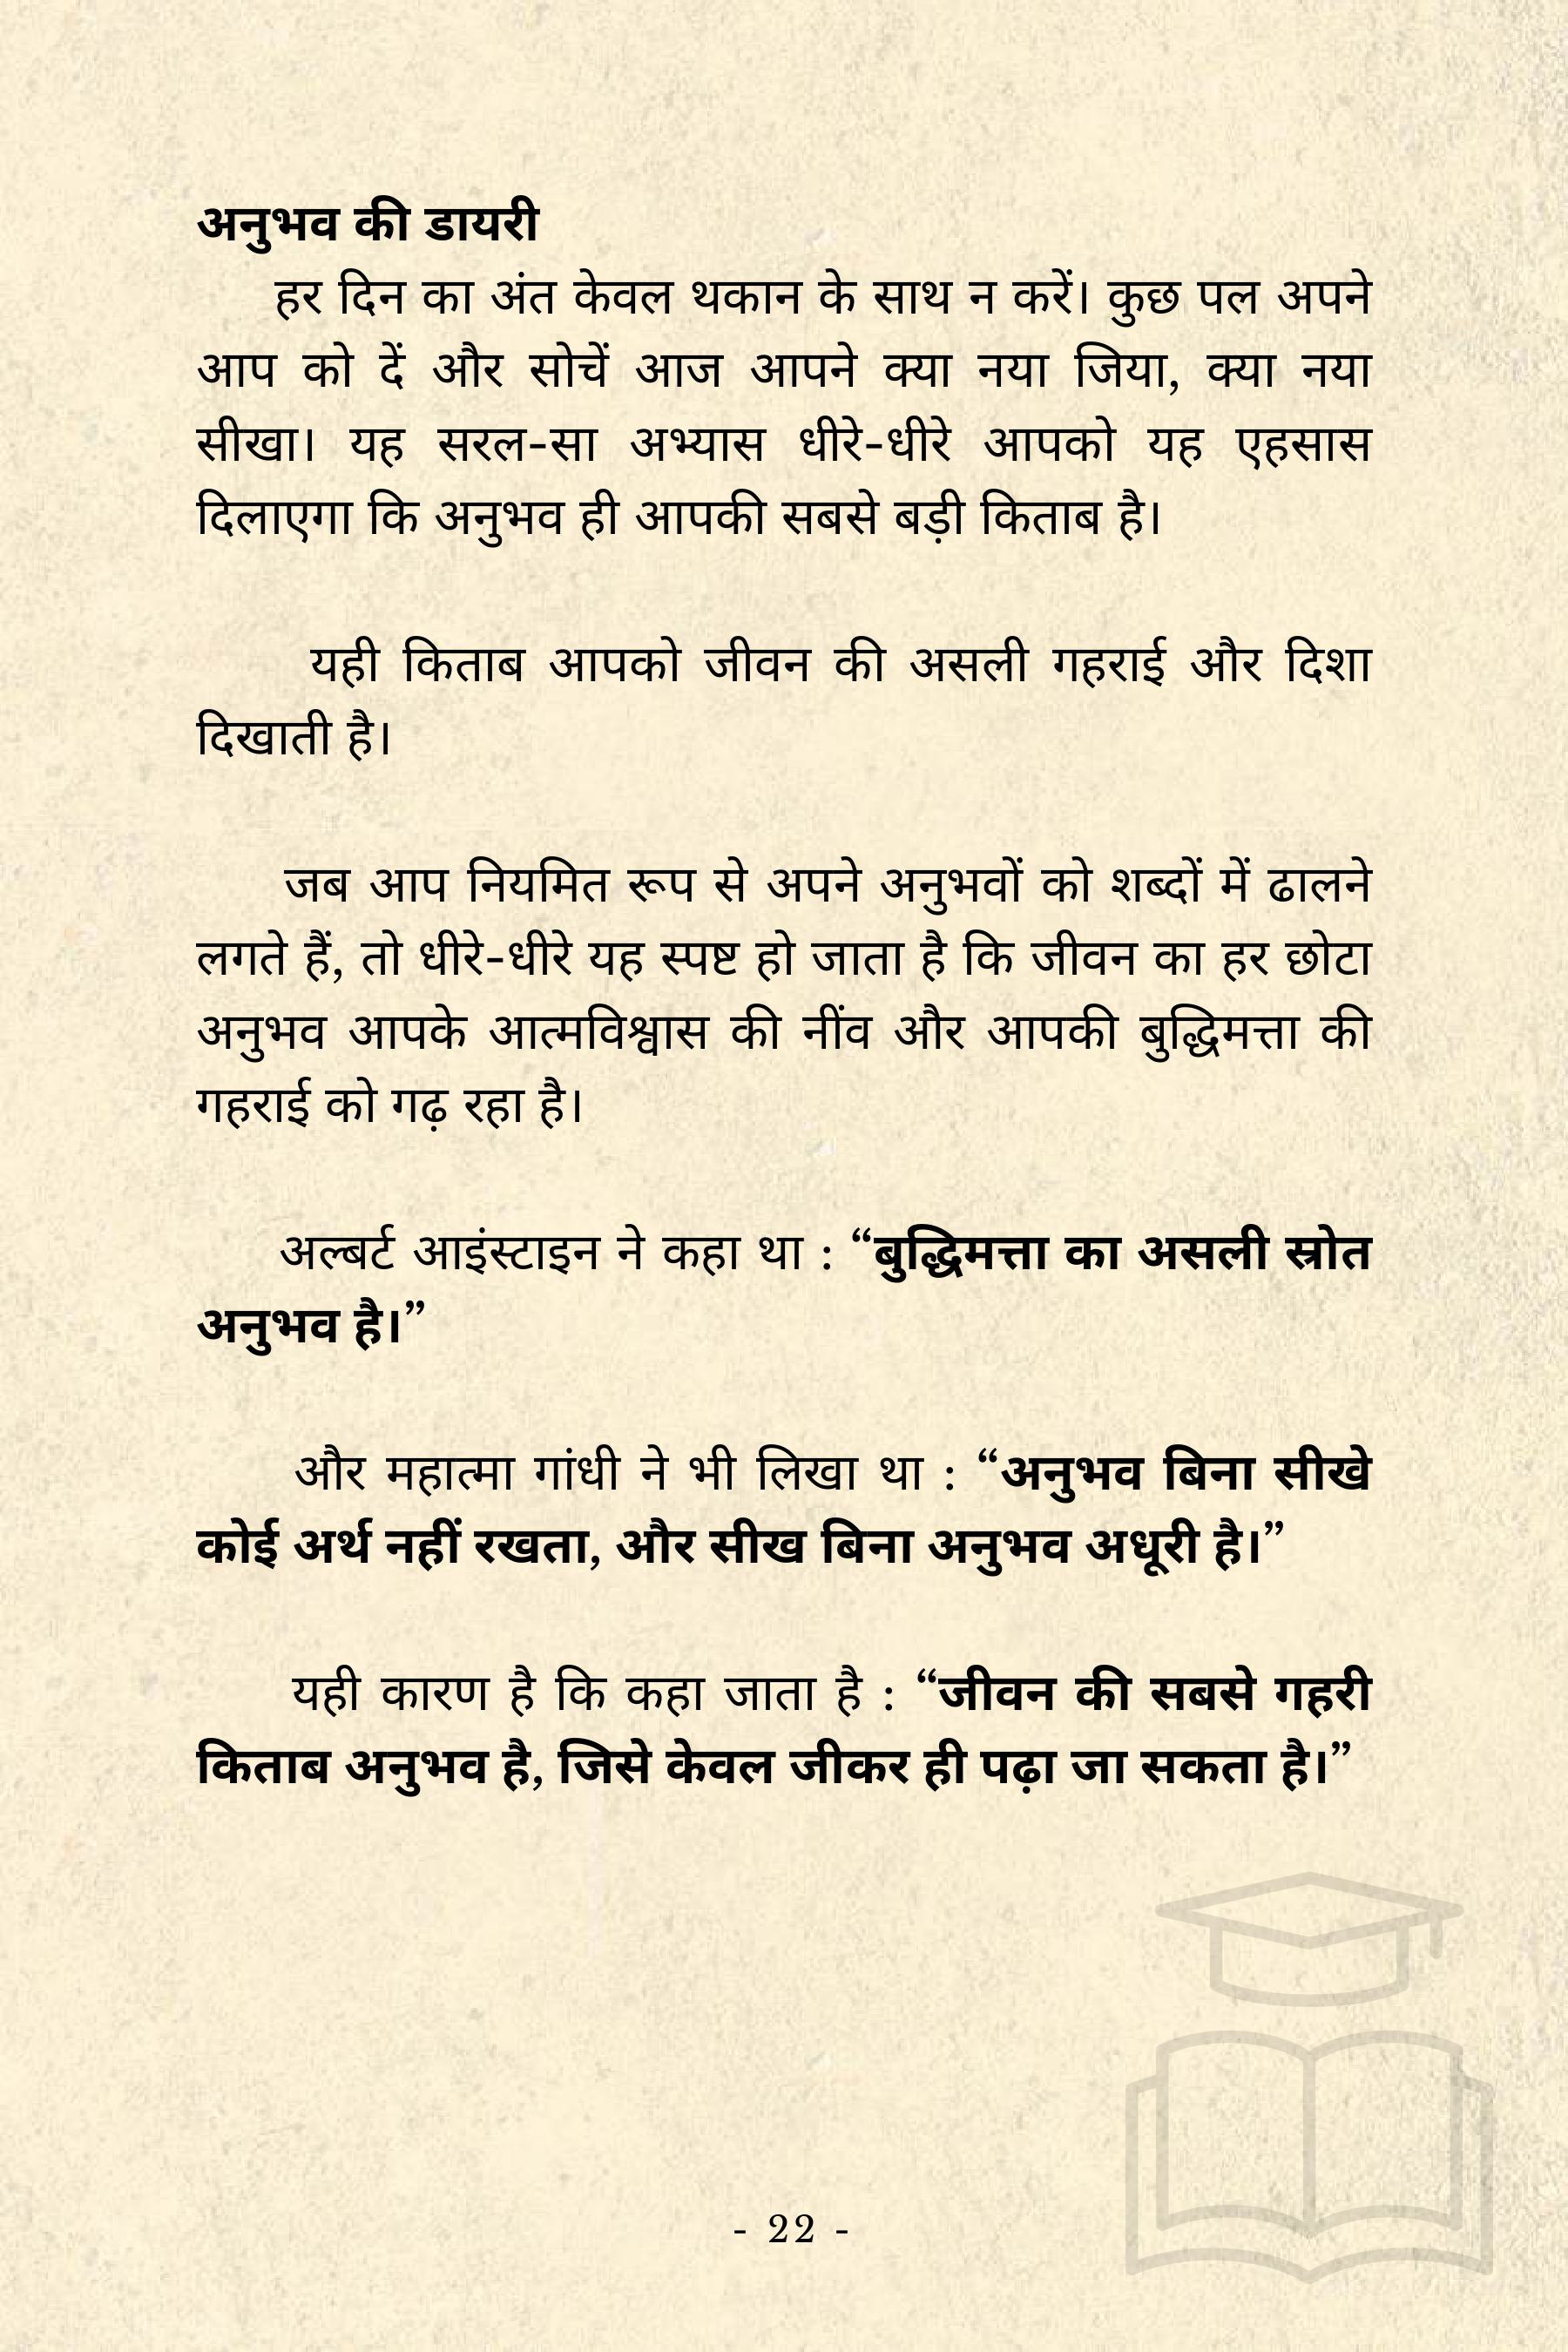 अनुभव की डायरी
हर दिन का अंत केवल थकान के साथ न करें। कुछ पल अपने
आप को दें और सोचें आज आपने क्या नया जिया, क्या नया
सीखा। यह सरल-सा अभ्यास धीरे-धीरे आपको यह एहसास
दिलाएगा कि अनुभव ही आपकी सबसे बड़ी किताब है।
यही किताब आपको जीवन की असली गहराई और दिशा
दिखाती है।
जब आप नियमित रूप से अपने अनुभवों को शब्दों में ढालने
लगते हैं, तो धीरे-धीरे यह स्पष्ट हो जाता है कि जीवन का हर छोटा
अनुभव आपके आत्मविश्वास की नींव और आपकी बुद्धिमत्ता की
गहराई को गढ़ रहा है।
अल्बर्ट आइंस्टाइन ने कहा था : “बुद्धिमत्ता का असली स्रोत
अनुभव है।”
और महात्मा गांधी ने भी लिखा था : “अनुभव बिना सीखे
कोई अर्थ नहीं रखता, और सीख बिना अनुभव अधूरी है।”
यही कारण है कि कहा जाता है : “जीवन की सबसे गहरी
किताब अनुभव है, जिसे केवल जीकर ही पढ़ा जा सकता है।”
- 22 -